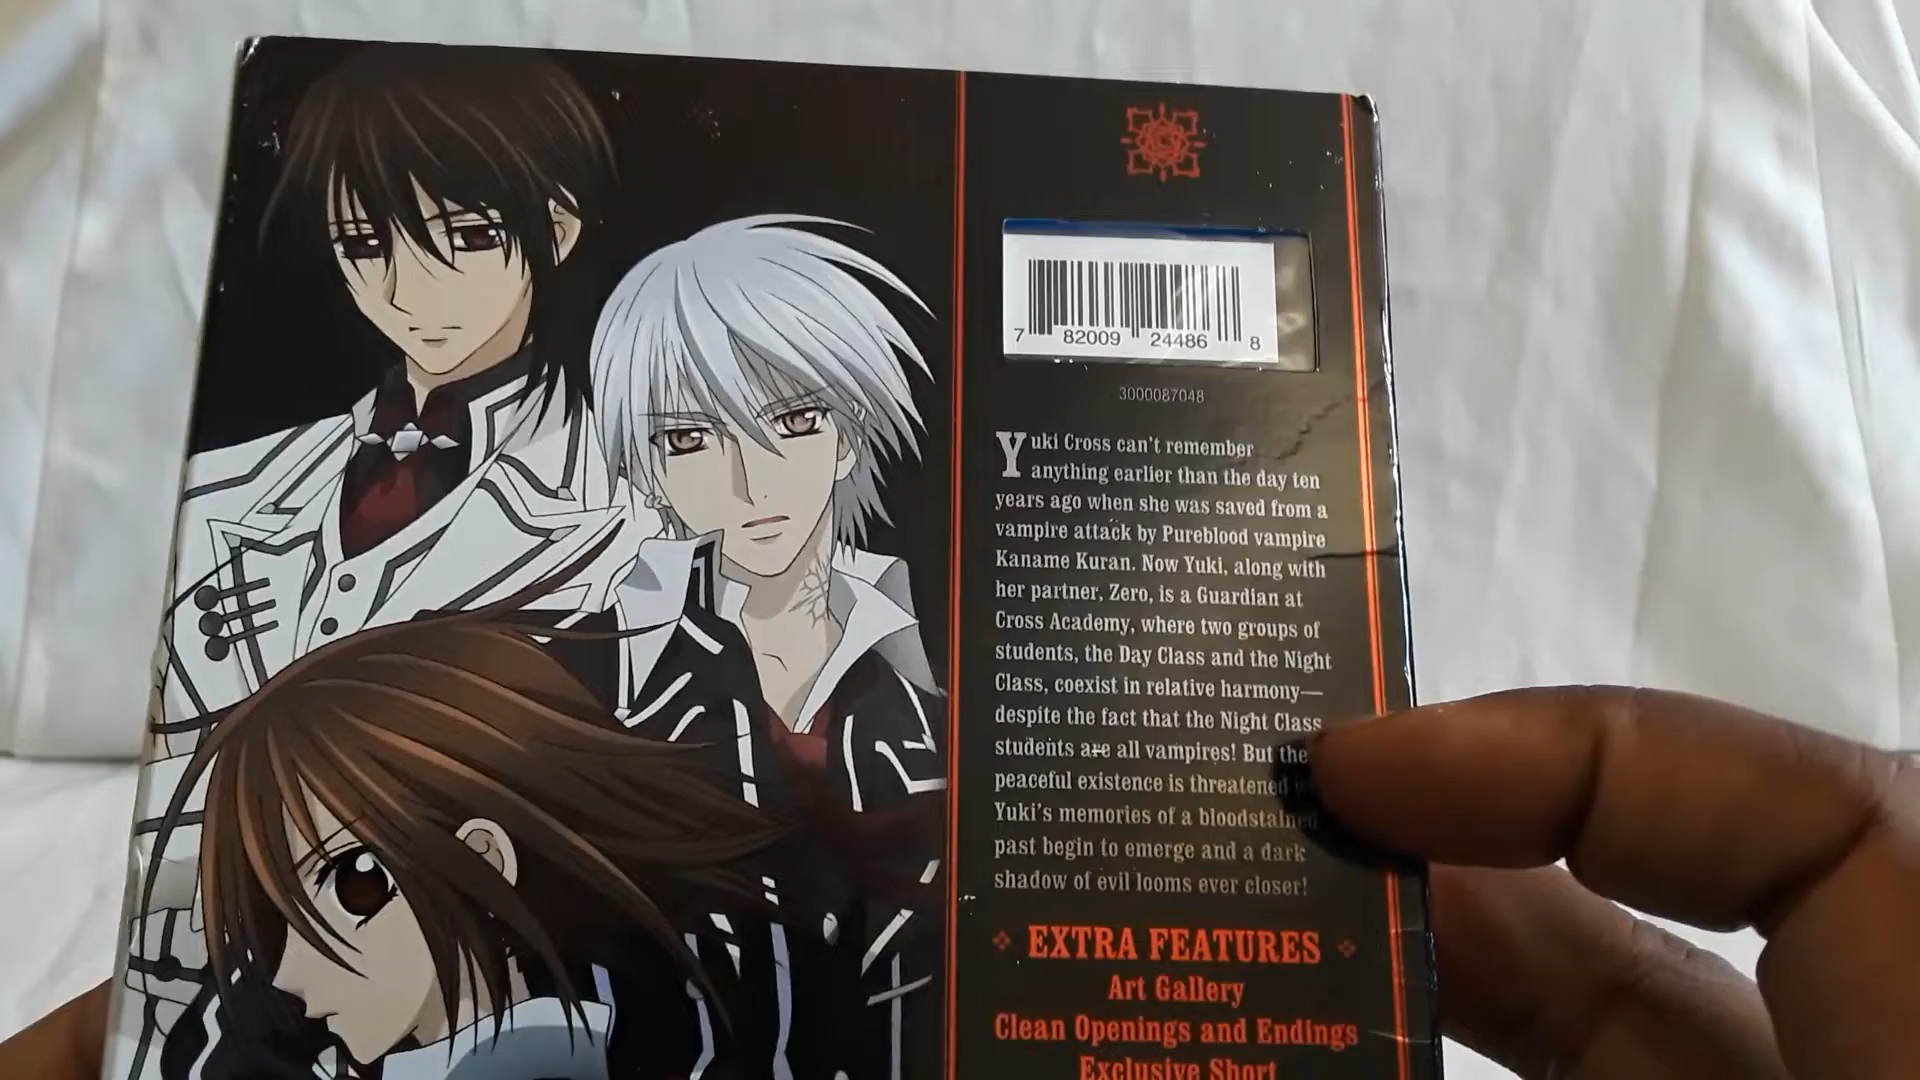 7 82009 24486 8
3000087048
Yuki Cross can't remember
anything earlier than the day ten
years ago when she was saved from a
vampire attack by Pureblood vampire
Kaname Kuran. Now Yuki, along with
her partner, Zero, is a Guardian at
Cross Academy, where two groups of
students, the Day Class and the Night
Class, coexist in relative harmony—
despite the fact that the Night Class
students are all vampires! But the
peaceful existence is threatened
Yuki's memories of a bloodstained
past begin to emerge and a dark
shadow of evil looms ever closer!
EXTRA FEATURES
Art Gallery
Clean Openings and Endings
Exclusive Short